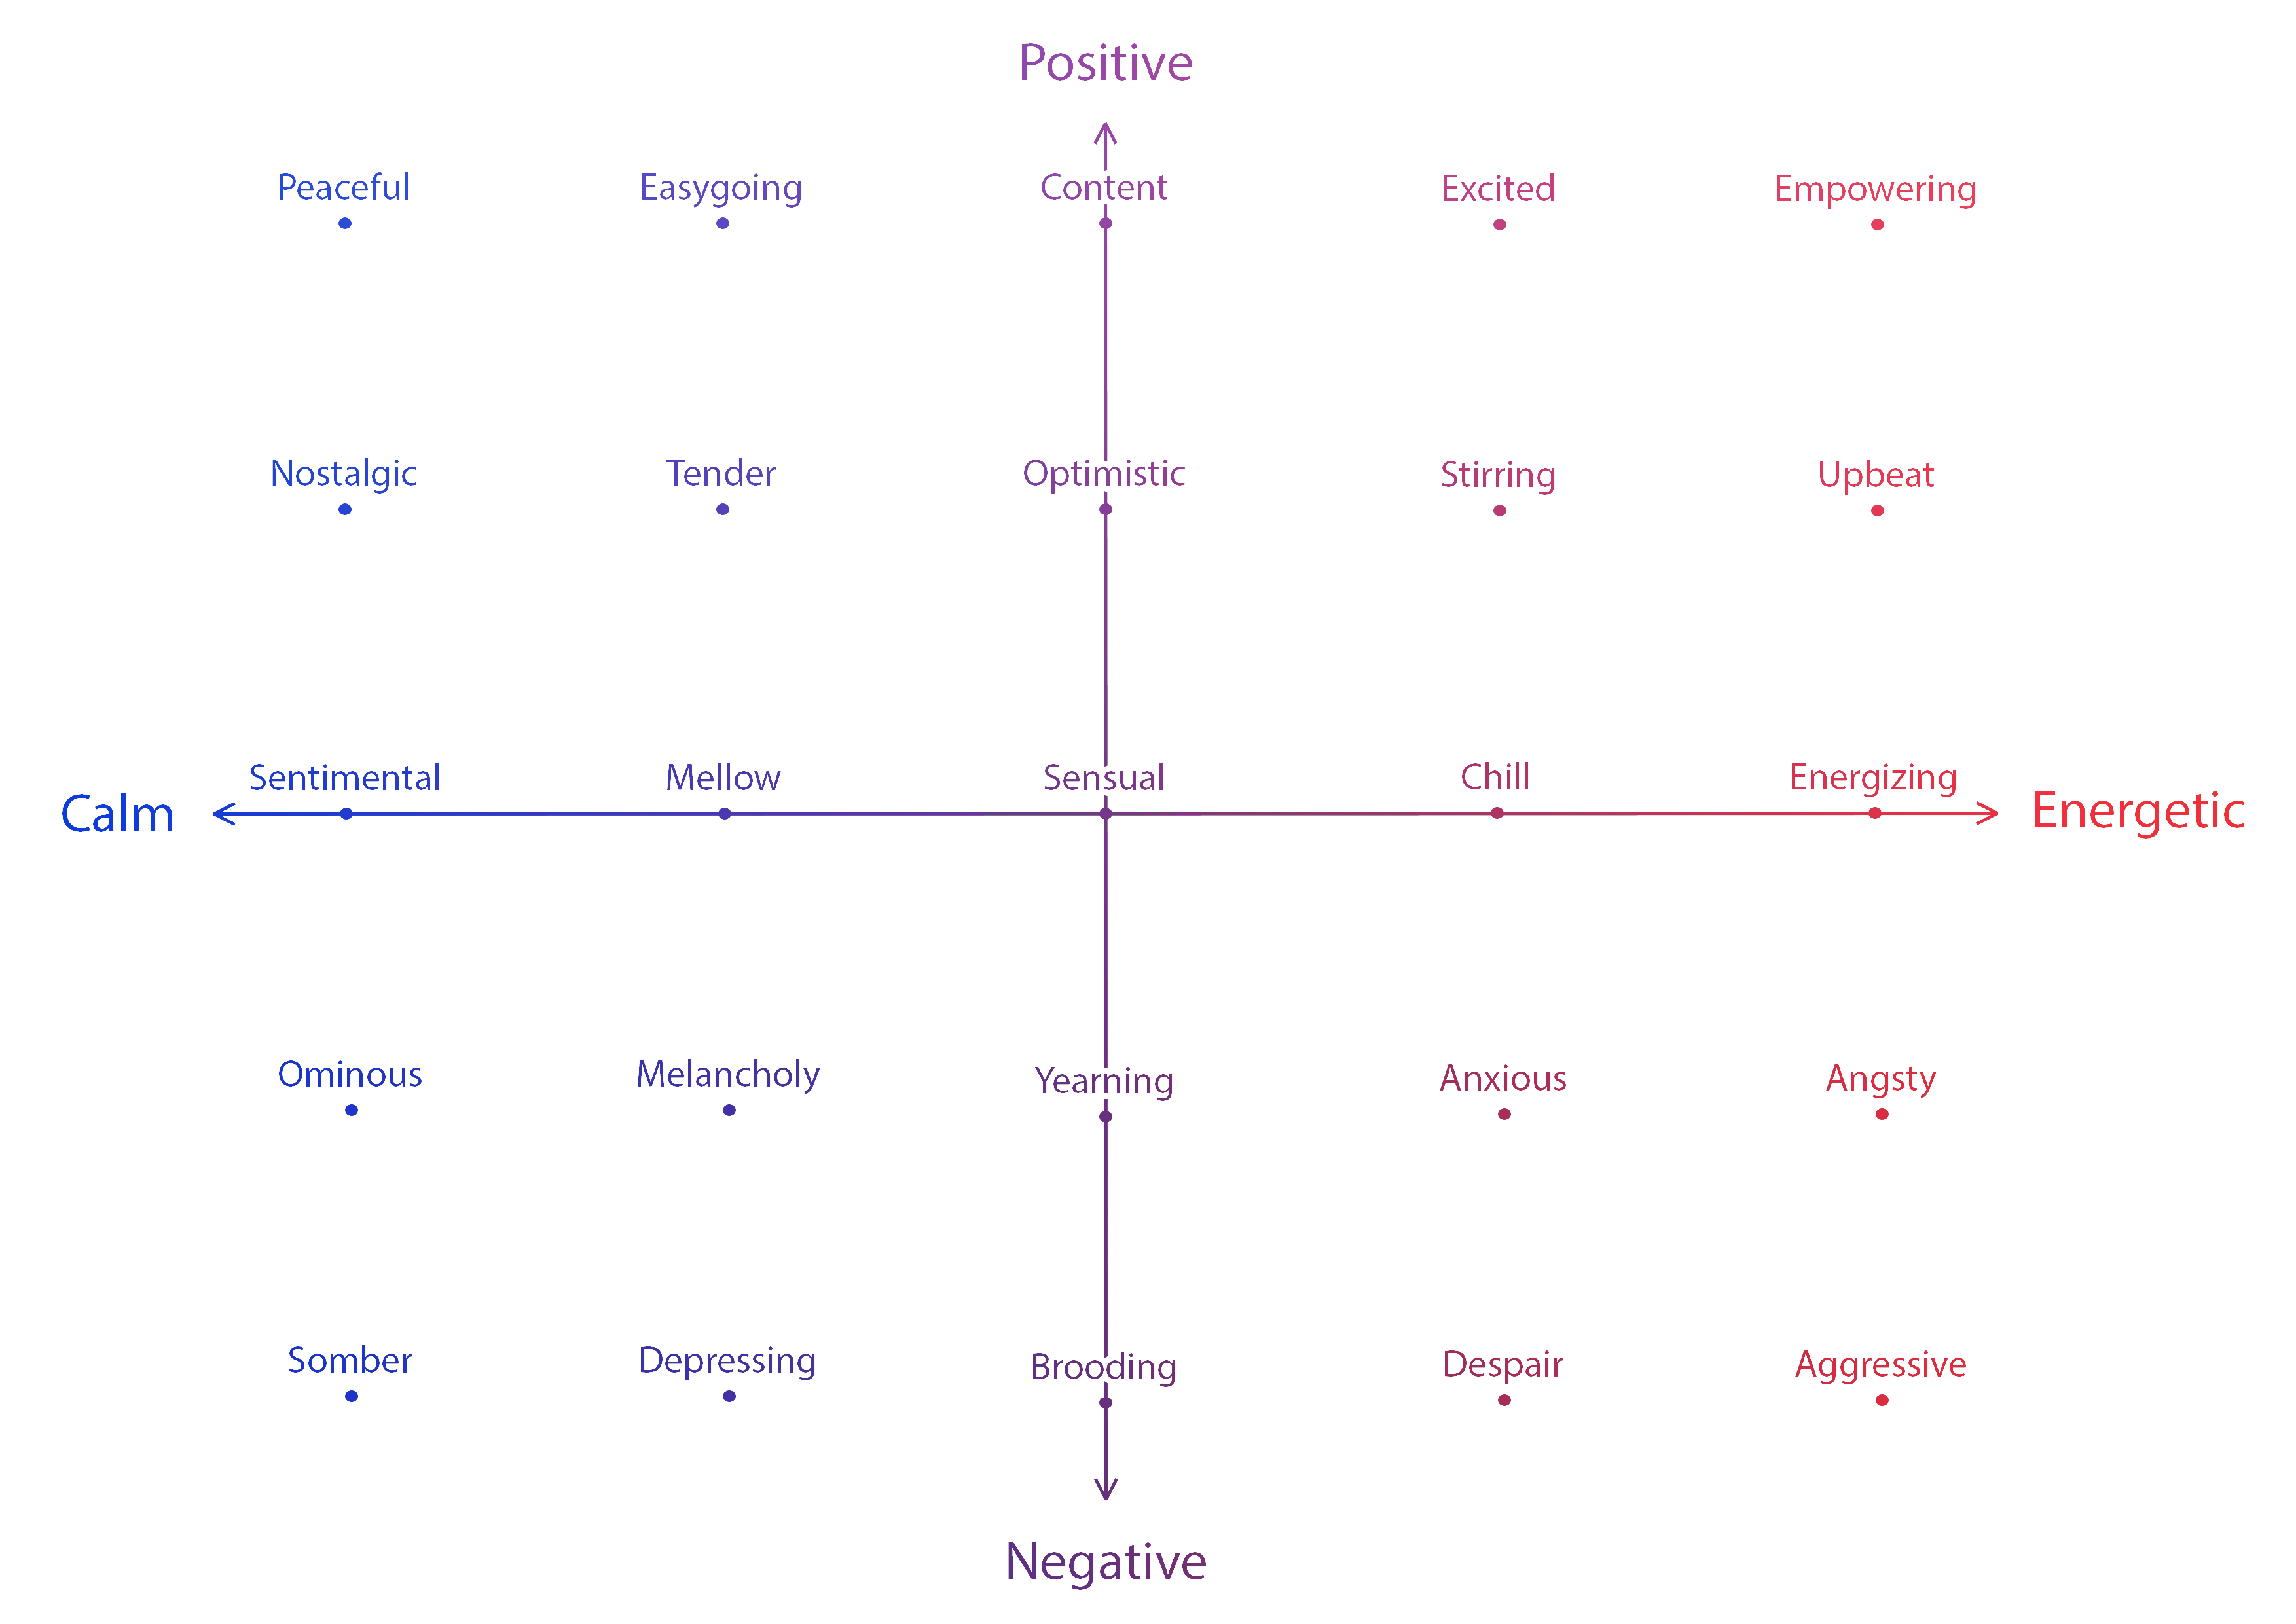 Positive
Peaceful Easygoing Content Excited Empowering
Nostalgic Tender Optimistic Stirring Upbeat
Sentimental Mellow Sensual Chill Energizing
Calm Energetic
Ominous Melancholy Yearning Anxious Angsty
Somber Depressing Brooding Despair Aggressive
Negative